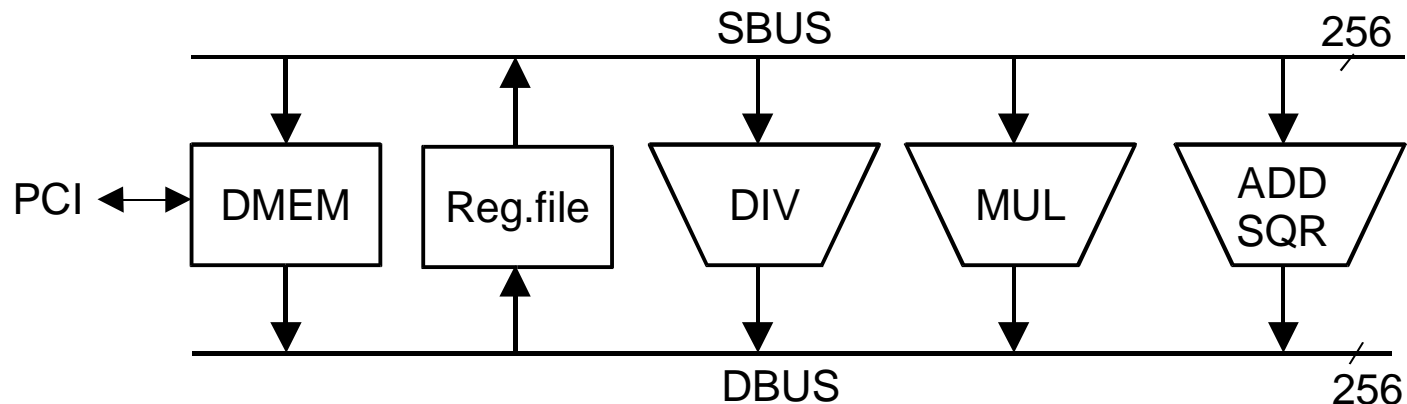 SBUS
256
PCI
DMEM
Reg.file
DIV
MUL
ADD
SQR
DBUS
256